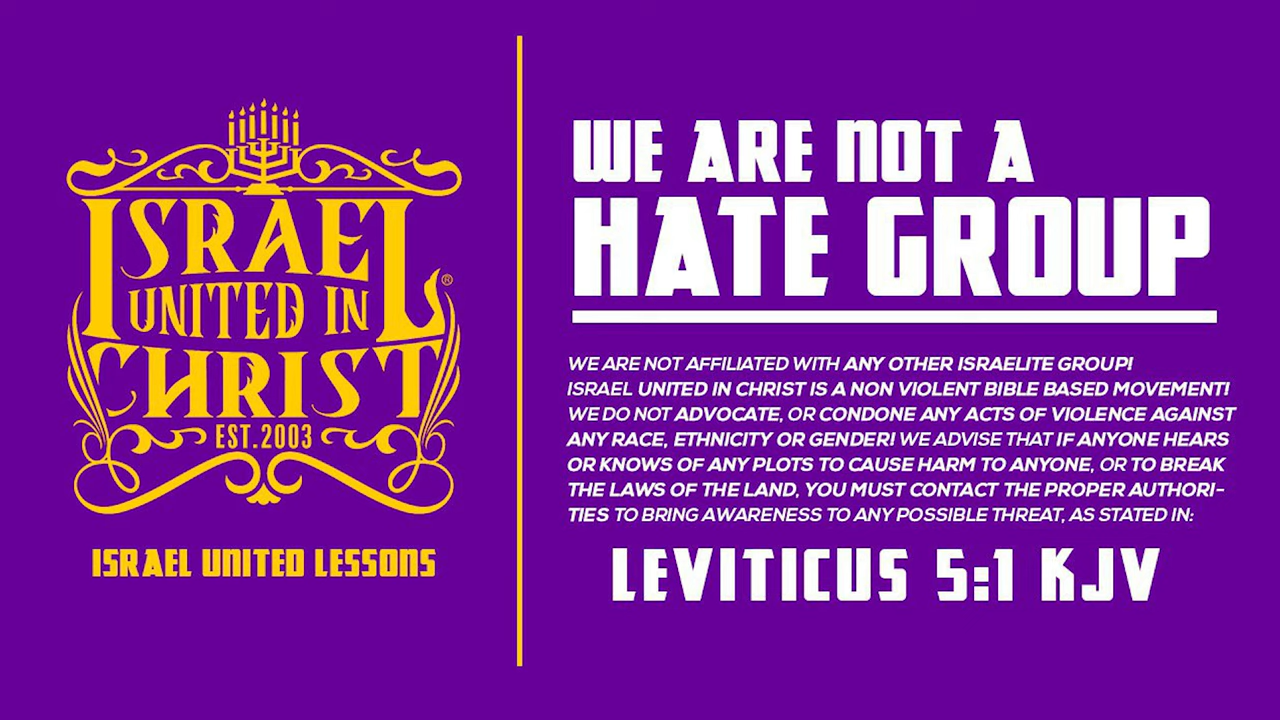 ISRAEL
UNITED IN
CHRIST
EST.2003
®
ISRAEL UNITED LESSONS
WE ARE NOT A
HATE GROUP
WE ARE NOT AFFILIATED WITH ANY OTHER ISRAELITE GROUP!
ISRAEL UNITED IN CHRIST IS A NON VIOLENT BIBLE BASED MOVEMENT!
WE DO NOT ADVOCATE, OR CONDONE ANY ACTS OF VIOLENCE AGAINST
ANY RACE, ETHNICITY OR GENDER! WE ADVISE THAT IF ANYONE HEARS
OR KNOWS OF ANY PLOTS TO CAUSE HARM TO ANYONE, OR TO BREAK
THE LAWS OF THE LAND, YOU MUST CONTACT THE PROPER AUTHORI-
TIES TO BRING AWARENESS TO ANY POSSIBLE THREAT, AS STATED IN:
LEVITICUS 5:1 KJV